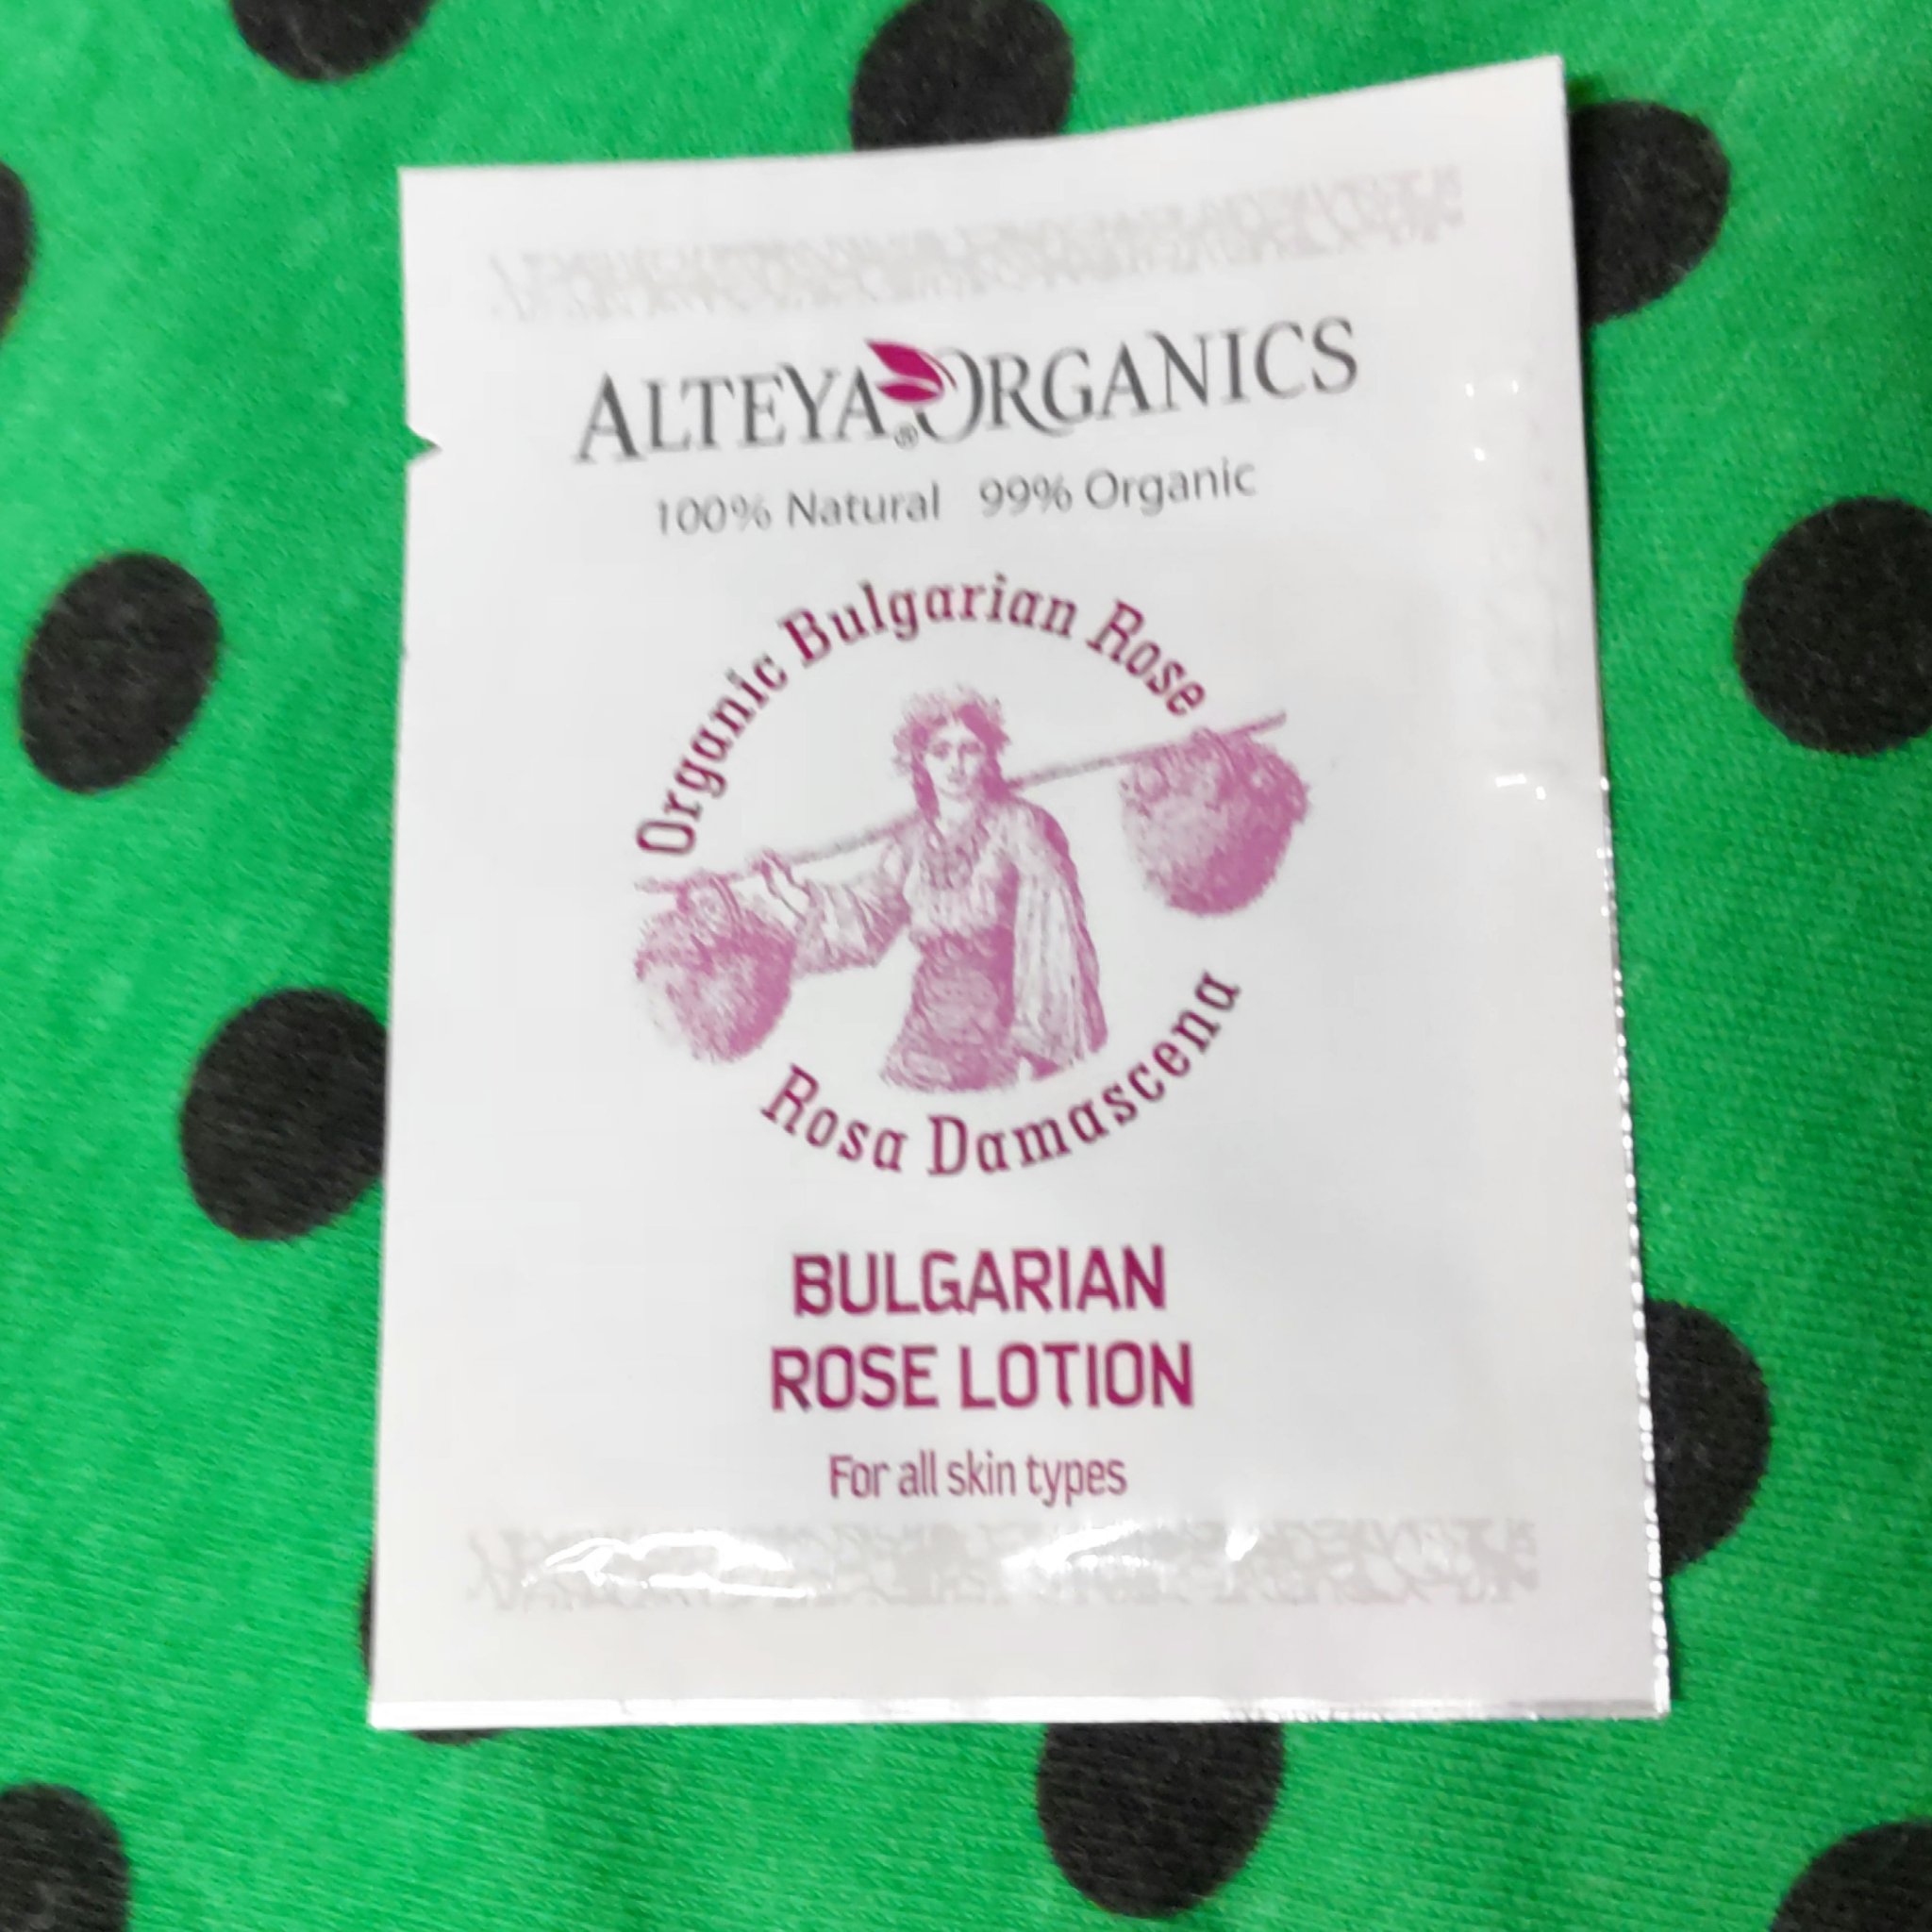 ALTEYA ORGANICS
®
100% Natural 99% Organic
Organic Bulgarian Rose
Rosa Damascena
BULGARIAN
ROSE LOTION
For all skin types